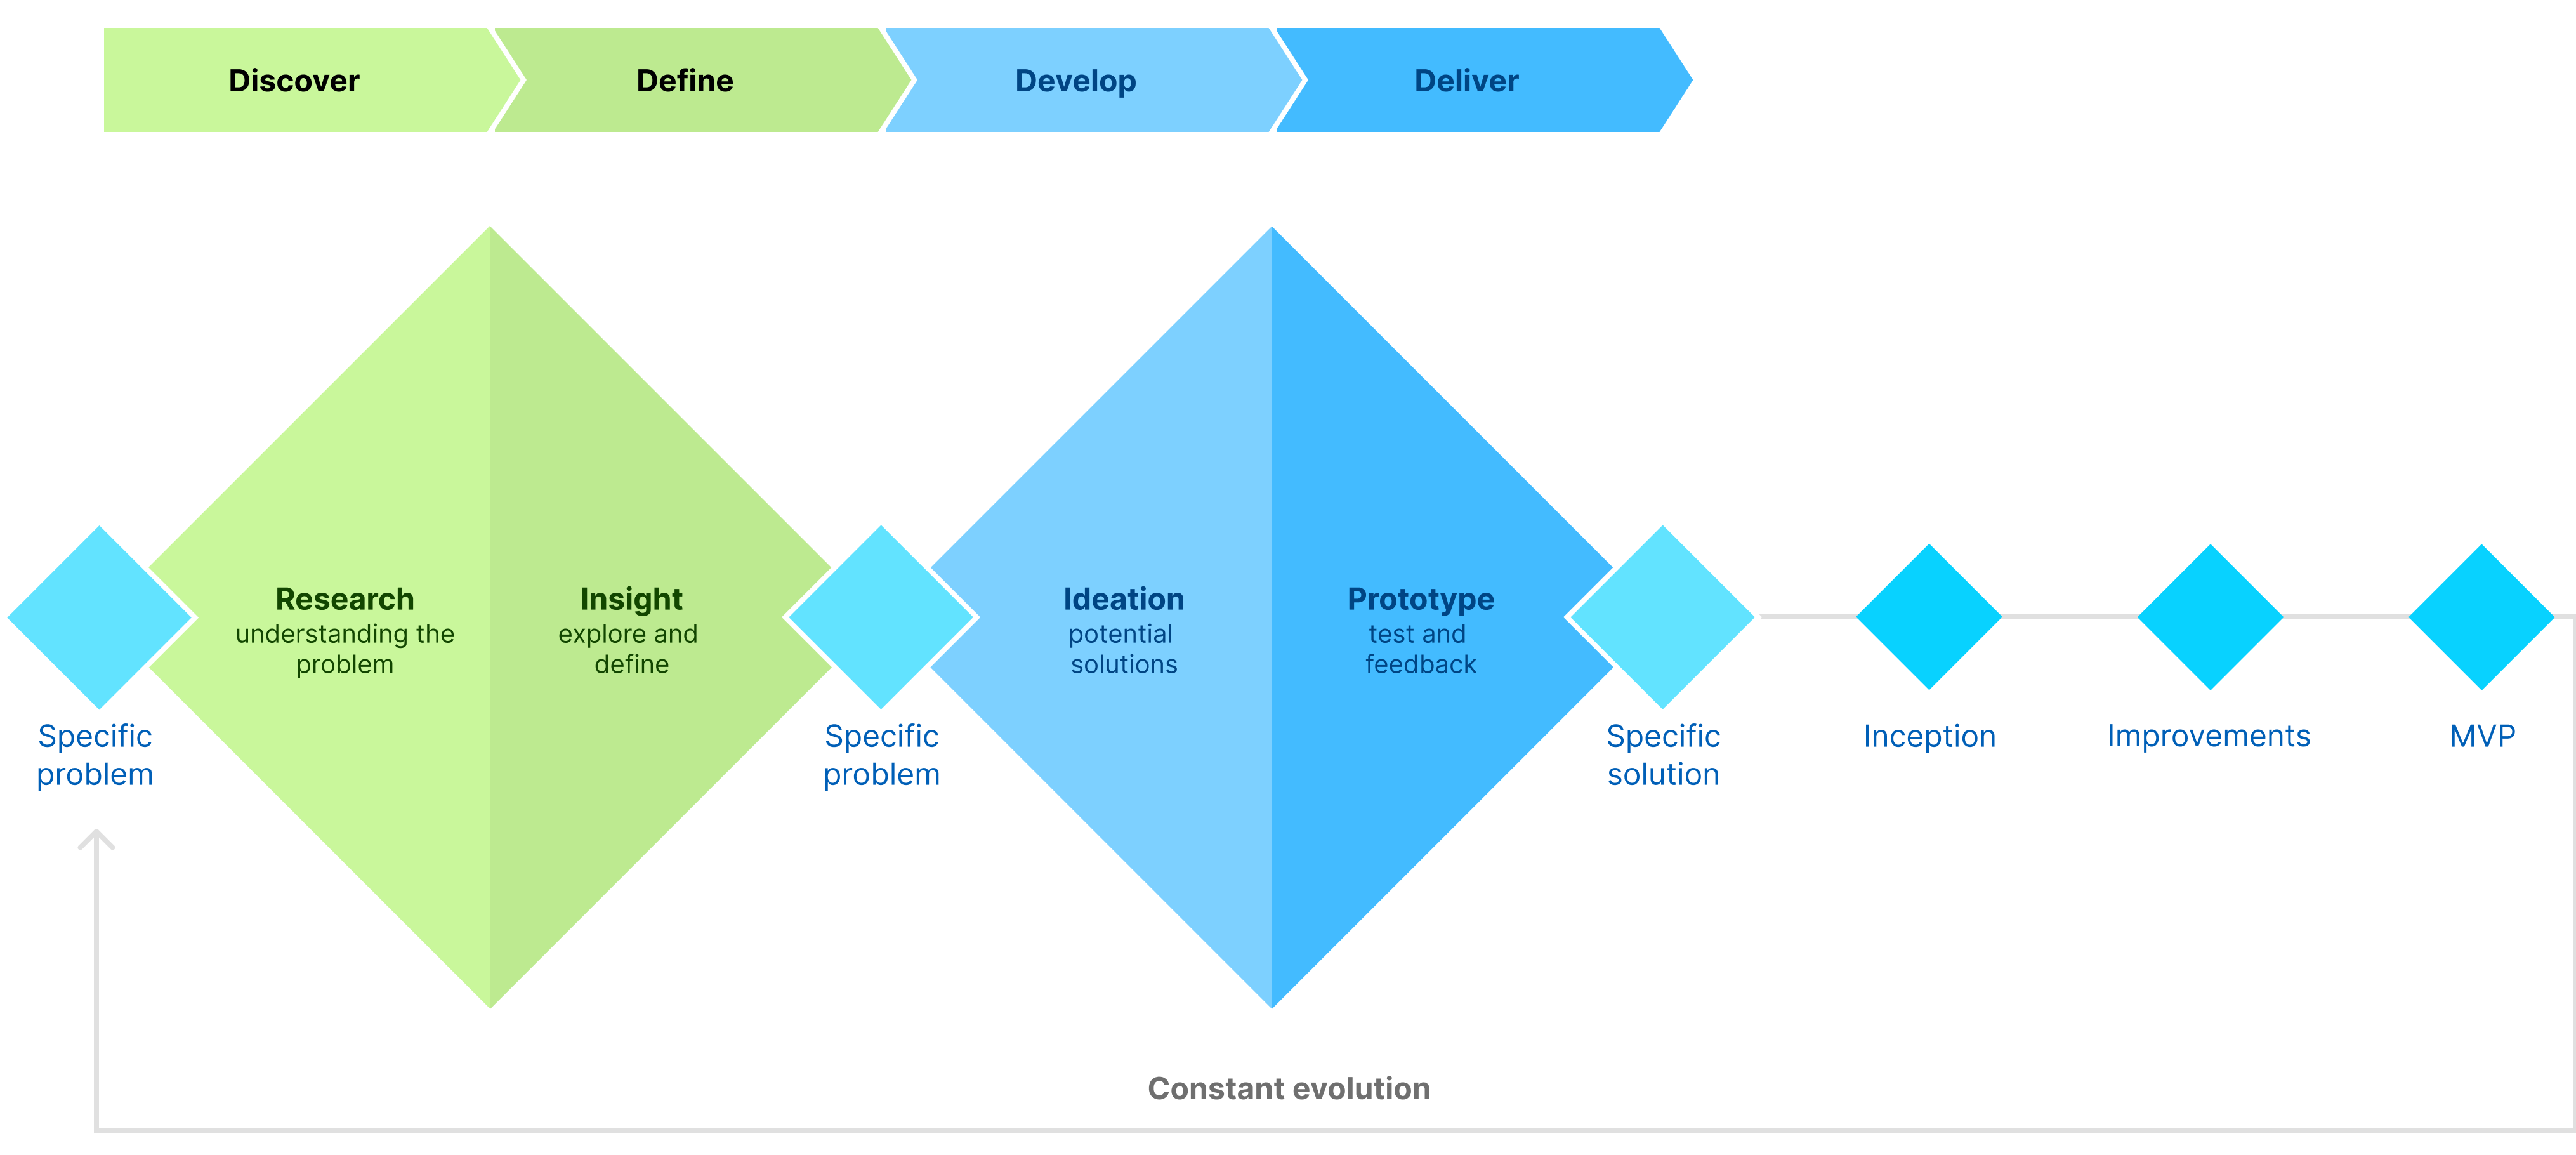 Discover
Define
Develop
Deliver
Research
understanding the
problem
Insight
explore and
define
Ideation
potential
solutions
Prototype
test and
feedback
Specific
problem
Specific
problem
Specific
solution
Inception
Improvements
MVP
Constant evolution